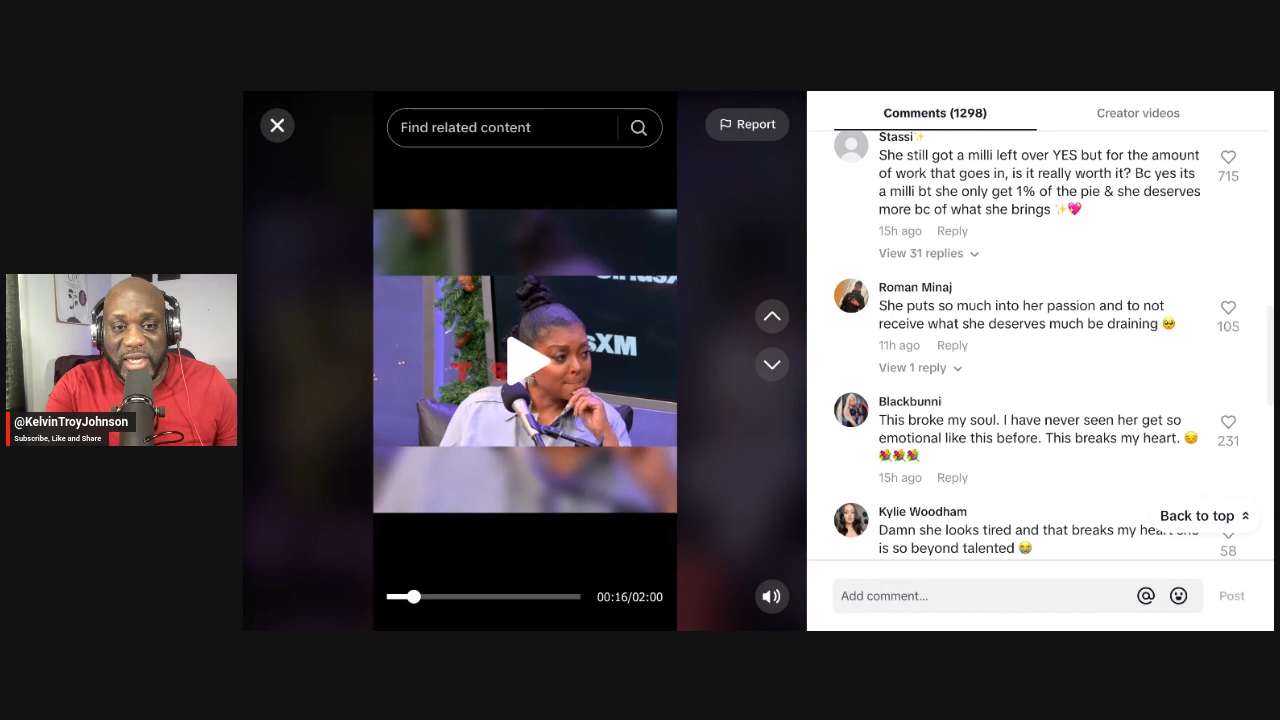 @KelvinTroyJohnson
Subscribe, Like and Share
Find related content
Report
SiriusX
sXM
T
00:16/02:00
Comments (1298)
Creator videos
Stassi✨
She still got a milli left over YES but for the amount
of work that goes in, is it really worth it? Bc yes its
a milli bt she only get 1% of the pie & she deserves
more bc of what she brings ✨💖
715
15h ago Reply
View 31 replies
Roman Minaj
She puts so much into her passion and to not
receive what she deserves much be draining 🥺
105
11h ago Reply
View 1 reply
Blackbunni
This broke my soul. I have never seen her get so
emotional like this before. This breaks my heart. 😔
💐💐💐
231
15h ago Reply
Kylie Woodham
Back to top
Damn she looks tired and that breaks my heart she
is so beyond talented 😭
58
Add comment...
Post